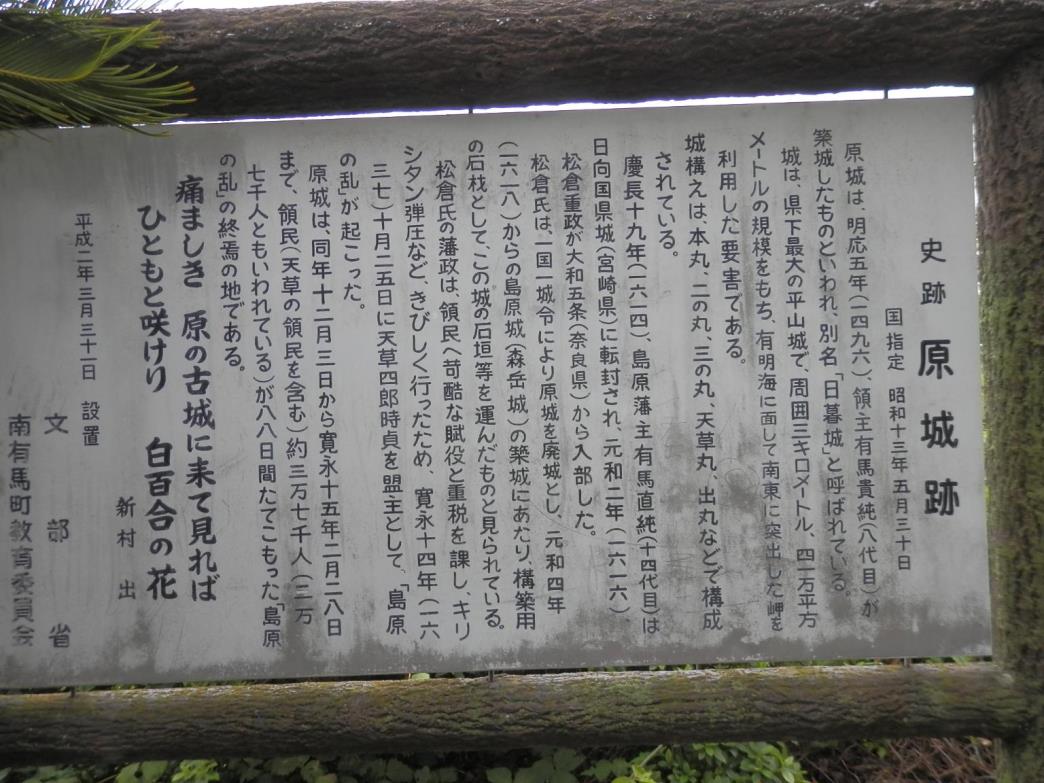 史跡 原城跡
国指定 昭和十三年五月三十日
原城は、明応五年(一四九六)、領主有馬貴純(八代目)が
築城したものといわれ、別名「日暮城」と呼ばれている。
城は、県下最大の平山城で、周囲三キロメートル、四一万平方
メートルの規模をもち、有明海に面して南東に突出した岬を
利用した要害である。
城構えは、本丸、二の丸、三の丸、天草丸、出丸などで構成
されている。
慶長十九年(一六一四)、島原藩主有馬直純(十四代目)は
日向国県城(宮崎県)に転封され、元和二年(一六一六)、
松倉重政が大和五条(奈良県)から入部した。
松倉氏は、一国一城令により原城を廃城とし、元和四年
(一六一八)からの島原城(森岳城)の築城にあたり、構築用
の石材として、この城の石垣等を運んだものと見られている。
松倉氏の藩政は、領民へ苛酷な賦役と重税を課し、キリ
シタン弾圧など、きびしく行ったため、寛永十四年(一六
三七)十月二五日に天草四郎時貞を盟主として、「島原
の乱」が起こった。
原城は、同年十二月三日から寛永十五年二月二八日
まで、領民(天草の領民を含む)約三万七千人(二万
七千人ともいわれている)が八八日間たてこもった「島原
の乱」の終焉の地である。
痛ましき 原の古城に来て見れば
ひともと咲けり 白百合の花
新村 出
平成二年三月三十一日 設置
文部省
南有馬町教育委員会